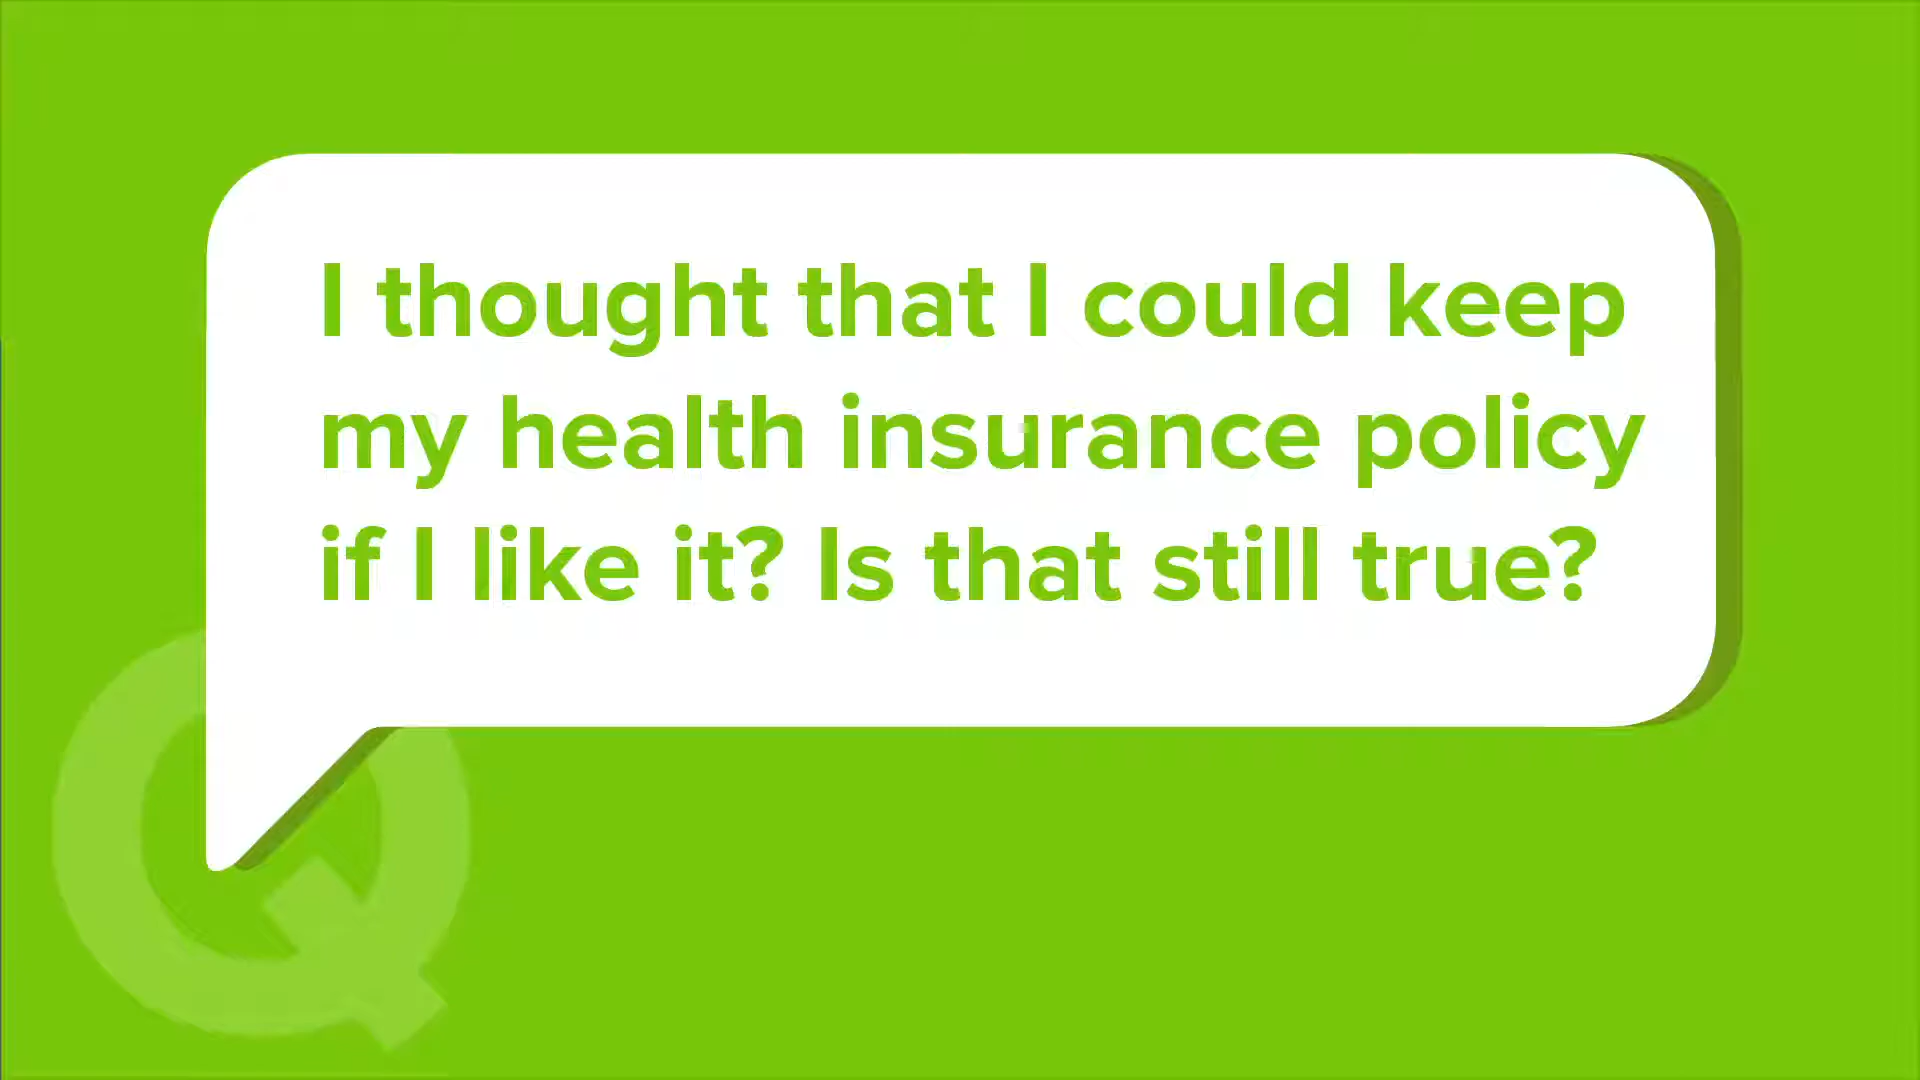 I thought that I could keep
my health insurance policy
if I like it? Is that still true?
Q